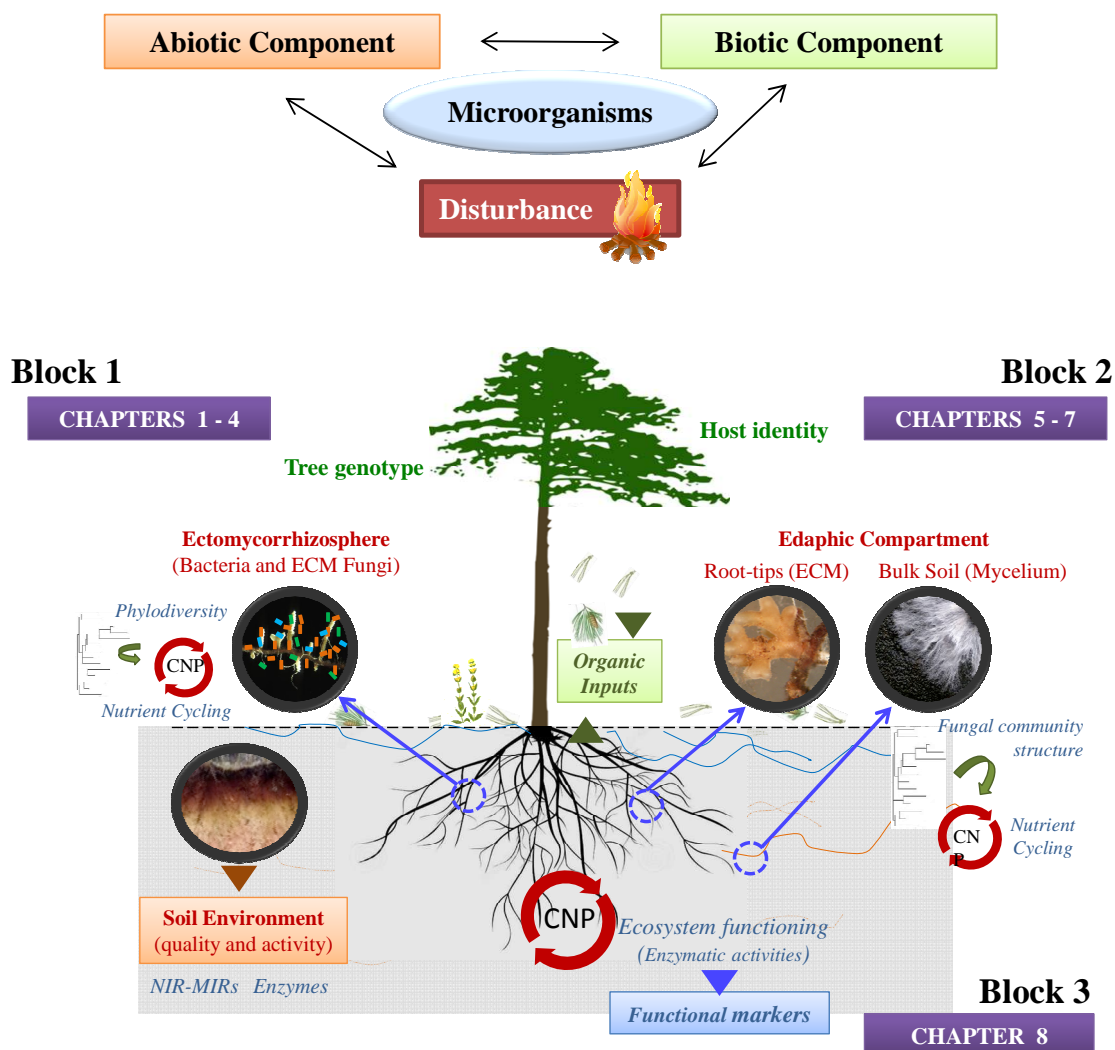 Abiotic Component
Biotic Component
Microorganisms
Disturbance
Block 1
Block 2
CHAPTERS 1 - 4
CHAPTERS 5 - 7
Host identity
Tree genotype
Ectomycorrhizosphere
(Bacteria and ECM Fungi)
Edaphic Compartment
Root-tips (ECM)
Bulk Soil (Mycelium)
Phylodiversity
CNP
Nutrient Cycling
Organic
Inputs
Fungal community
structure
CN
P
Nutrient
Cycling
Soil Environment
(quality and activity)
NIR-MIRs Enzymes
CNP
Ecosystem functioning
(Enzymatic activities)
Functional markers
Block 3
CHAPTER 8